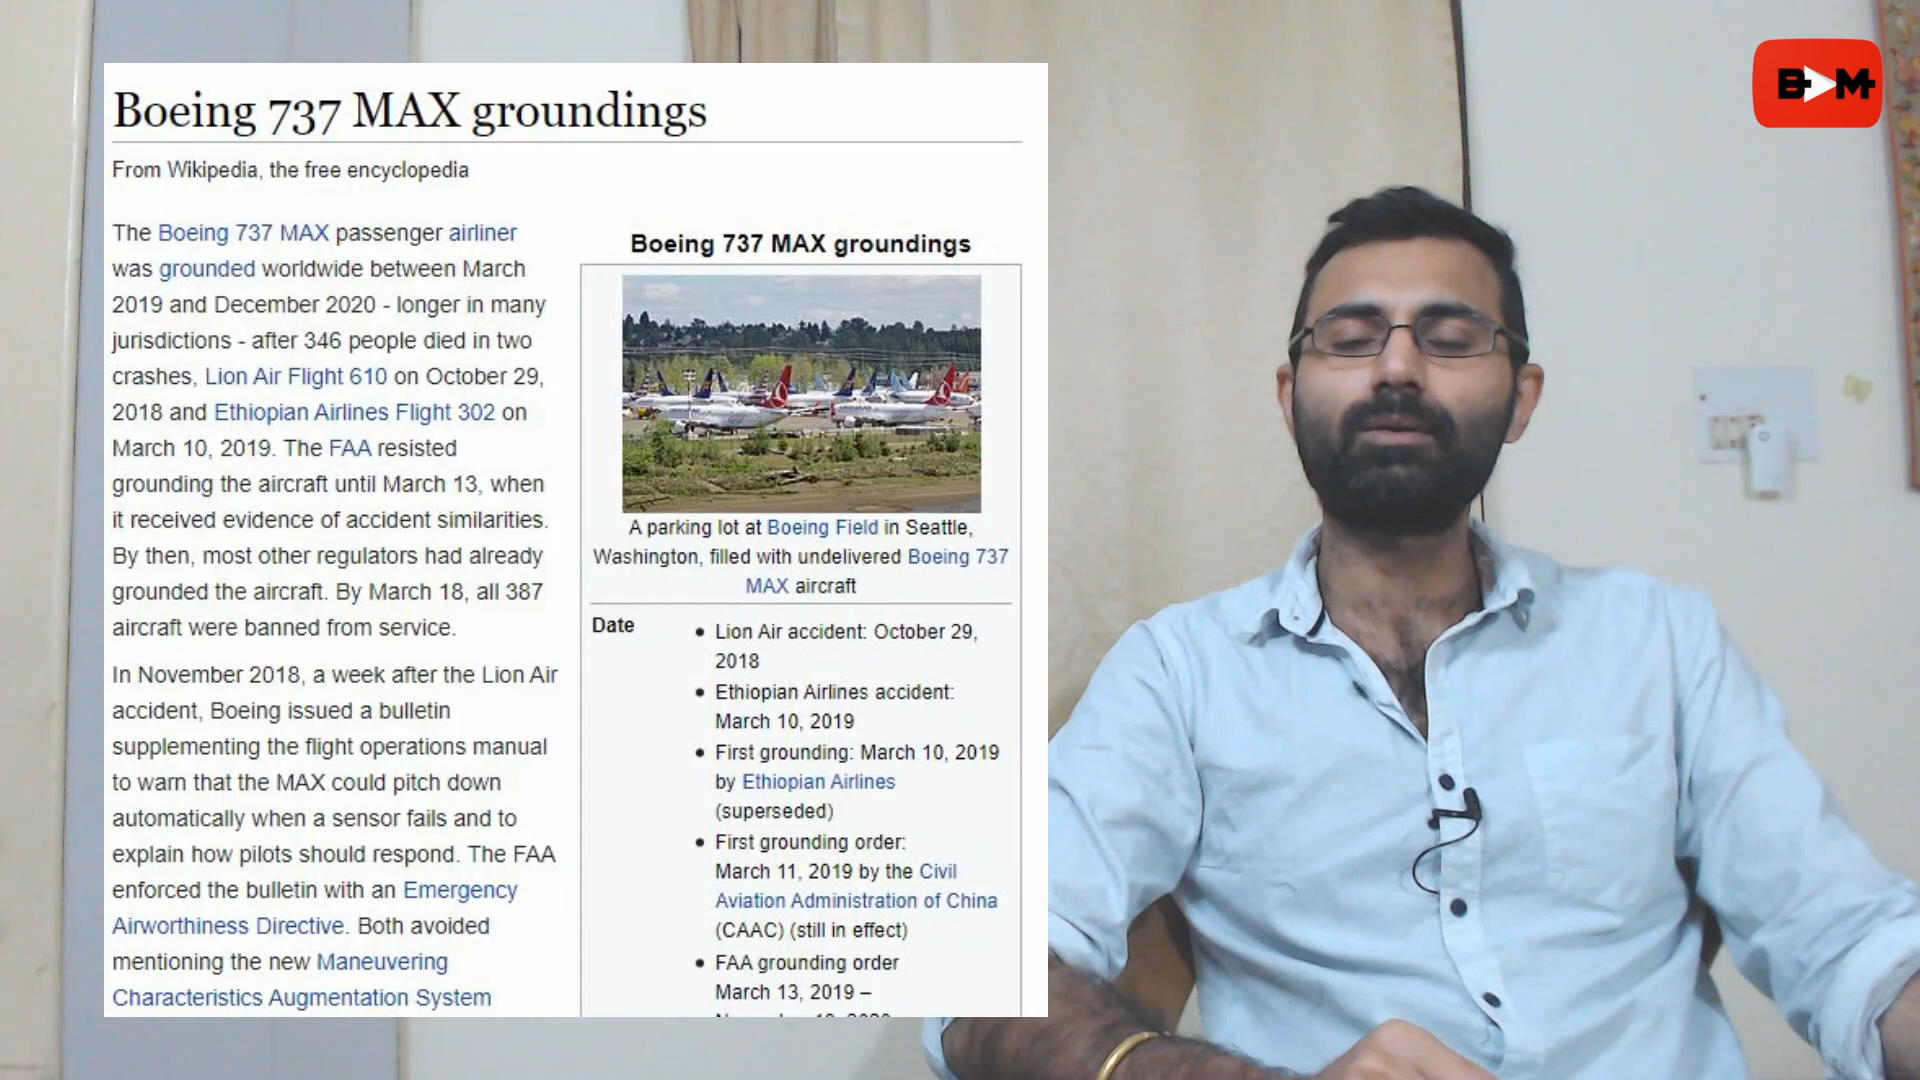 Boeing 737 MAX groundings
From Wikipedia, the free encyclopedia
The Boeing 737 MAX passenger airliner
was grounded worldwide between March
2019 and December 2020 - longer in many
jurisdictions - after 346 people died in two
crashes, Lion Air Flight 610 on October 29,
2018 and Ethiopian Airlines Flight 302 on
March 10, 2019. The FAA resisted
grounding the aircraft until March 13, when
it received evidence of accident similarities.
By then, most other regulators had already
grounded the aircraft. By March 18, all 387
aircraft were banned from service.
In November 2018, a week after the Lion Air
accident, Boeing issued a bulletin
supplementing the flight operations manual
to warn that the MAX could pitch down
automatically when a sensor fails and to
explain how pilots should respond. The FAA
enforced the bulletin with an Emergency
Airworthiness Directive. Both avoided
mentioning the new Maneuvering
Characteristics Augmentation System
Boeing 737 MAX groundings
A parking lot at Boeing Field in Seattle,
Washington, filled with undelivered Boeing 737
MAX aircraft
Date
• Lion Air accident: October 29,
2018
• Ethiopian Airlines accident:
March 10, 2019
• First grounding: March 10, 2019
by Ethiopian Airlines
(superseded)
• First grounding order:
March 11, 2019 by the Civil
Aviation Administration of China
(CAAC) (still in effect)
• FAA grounding order
March 13, 2019 –
B M